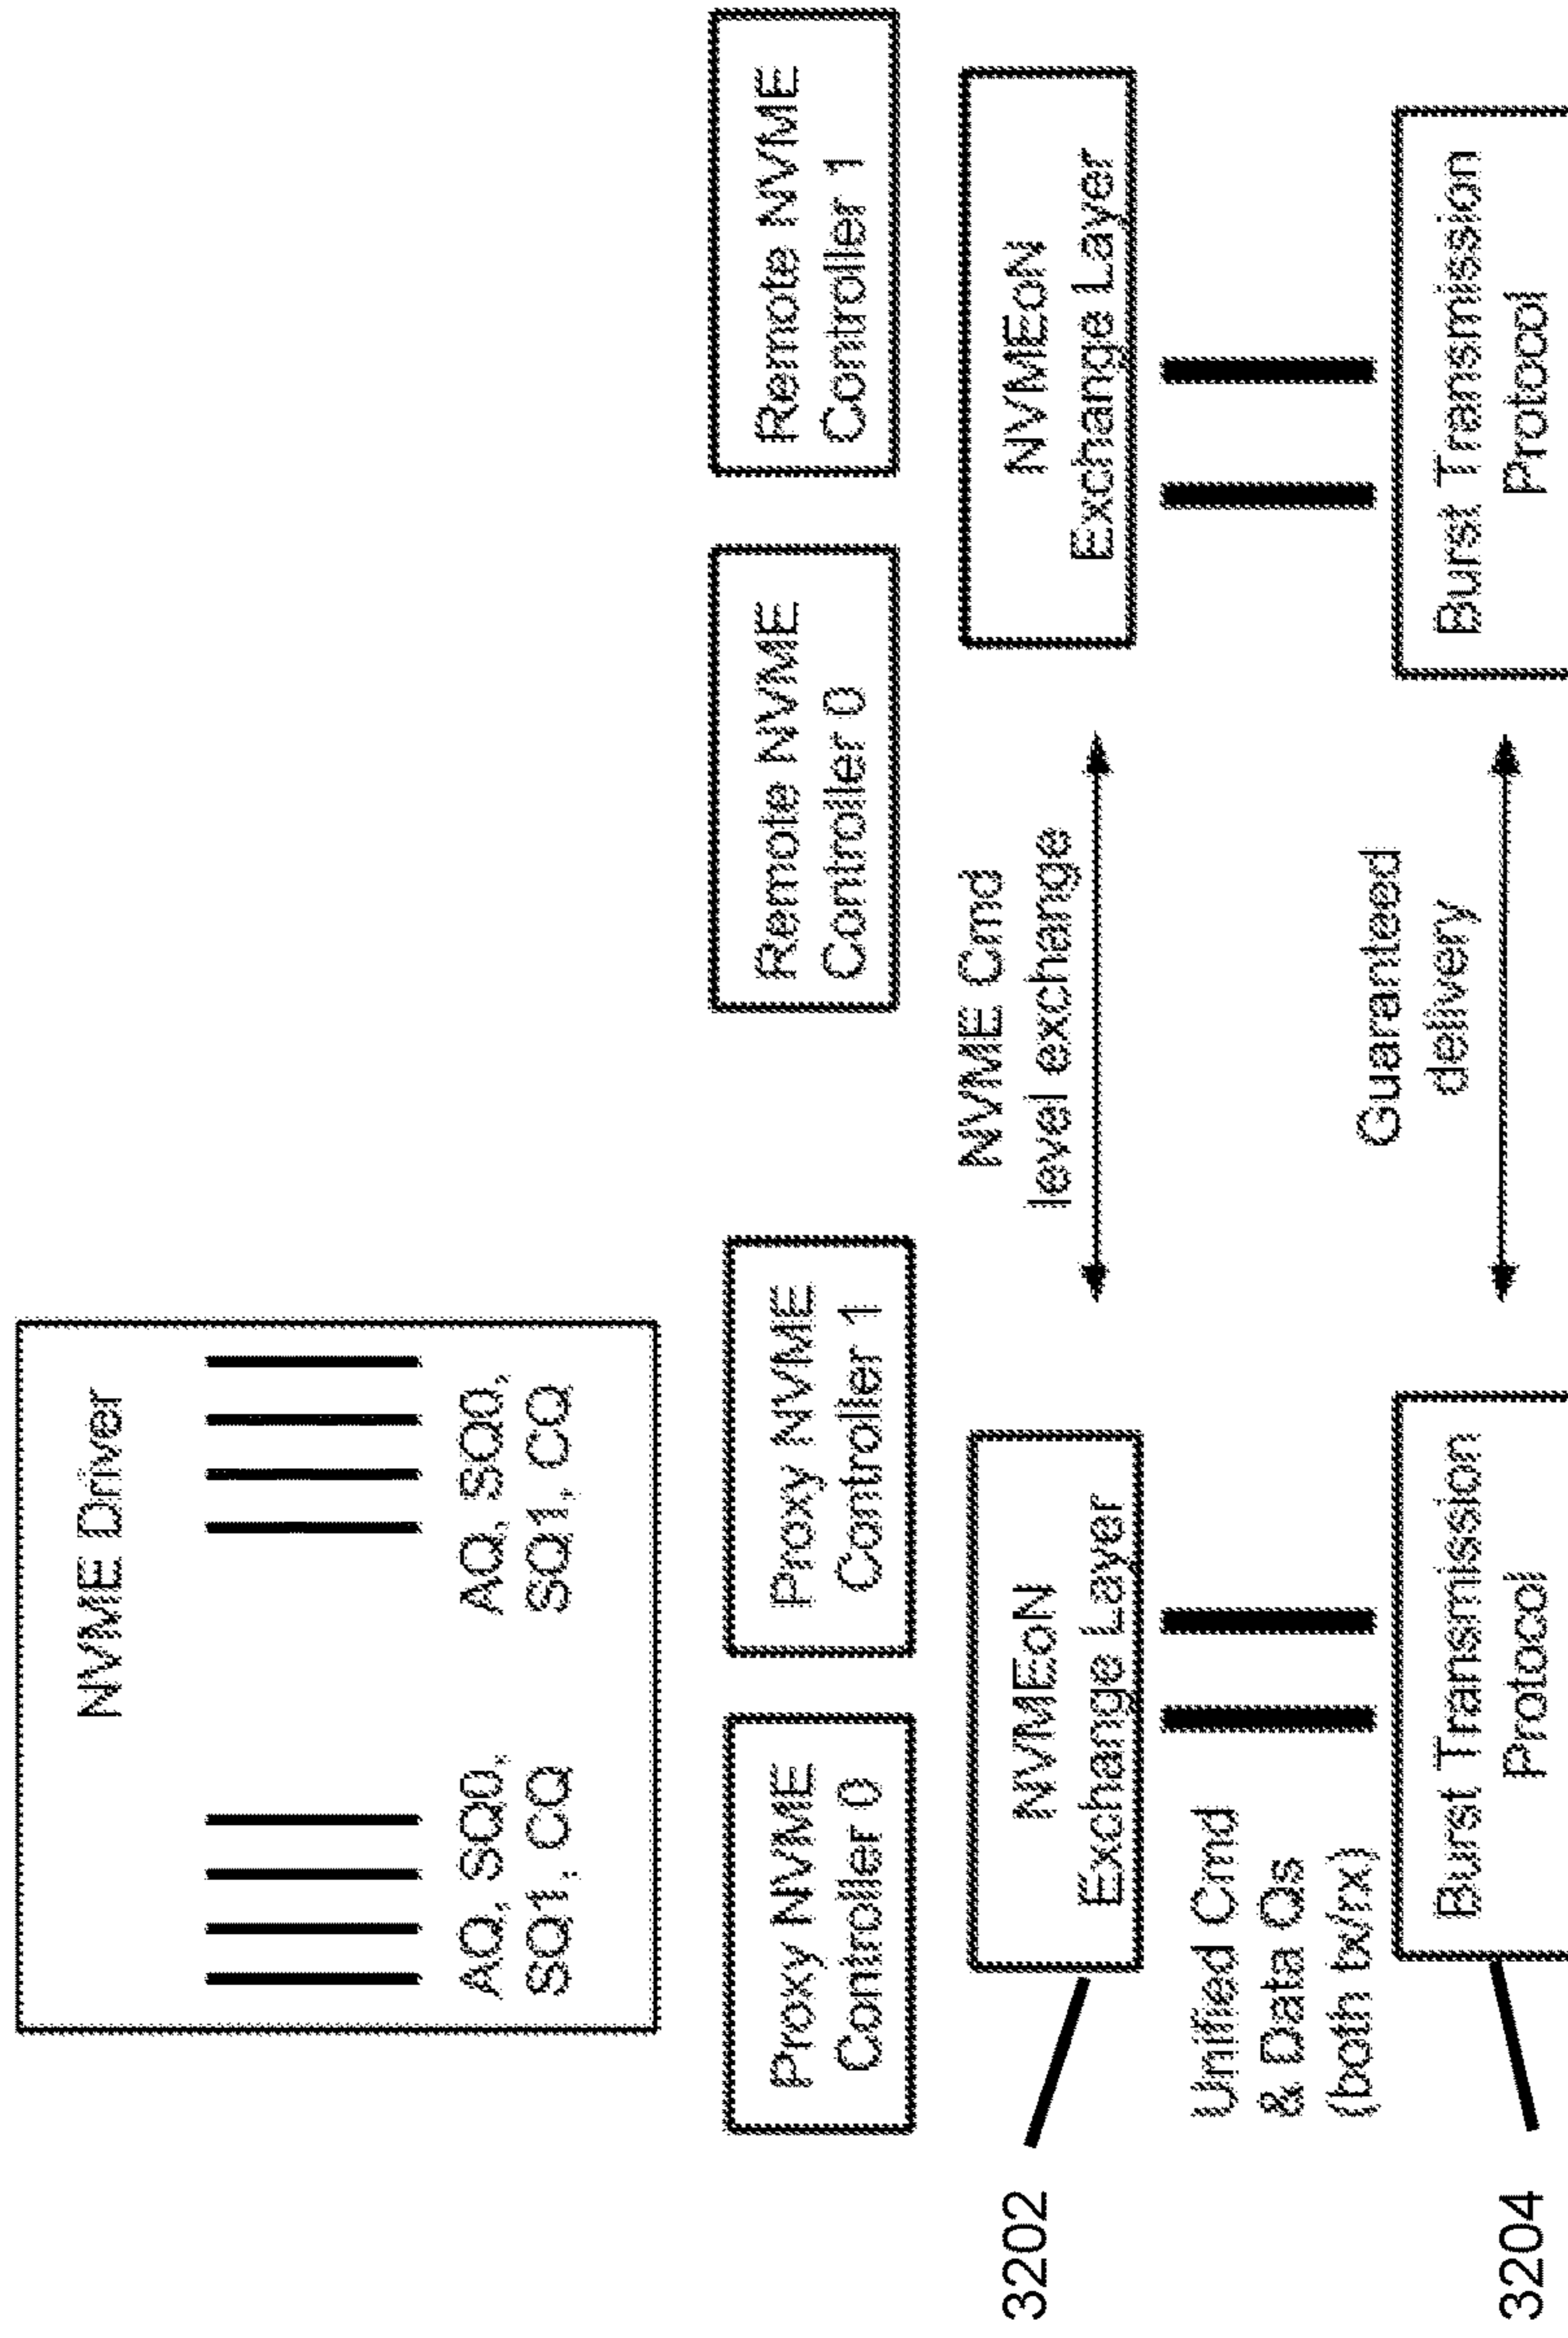 NVME Driver
AQ, SQ0,
SQ1, CQ
AQ, SQ0,
SQ1, CQ
Proxy NVME
Controller 0
Proxy NVME
Controller 1
Remote NVME
Controller 0
Remote NVME
Controller 1
3202
NVMEoN
Exchange Layer
NVME Cmd
level exchange
NVMEoN
Exchange Layer
Unified Cmd
& Data Qs
(both tx/rx)
3204
Burst Transmission
Protocol
Guaranteed
delivery
Burst Transmission
Protocol